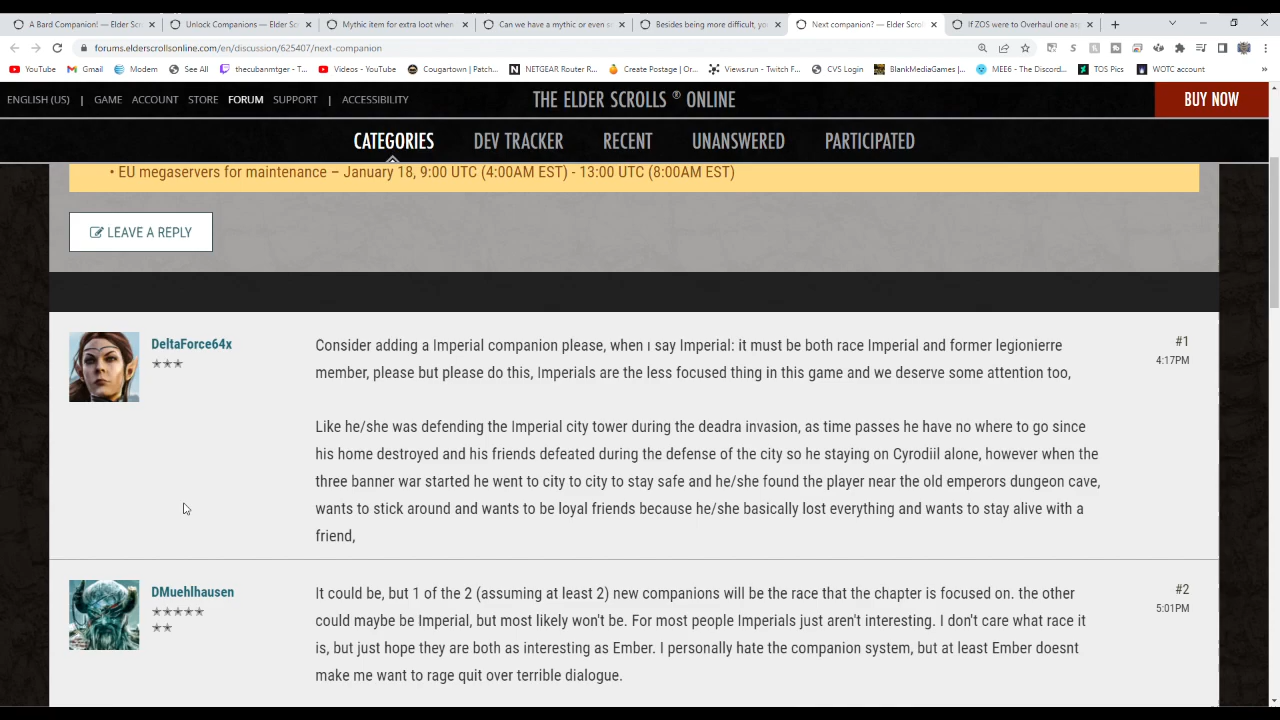 A Bard Companion! — Elder Scr
Unlock Companions — Elder Sc
Mythic item for extra loot when
Can we have a mythic or even s
Besides being more difficult, yo
Next companion? — Elder Scrol
If ZOS were to Overhaul one asp
forums.elderscrollsonline.com/en/discussion/625407/next-companion
YouTube
Gmail
Modem
See All
thecubanmtger - T...
Videos - YouTube
Cougartown | Patch...
NETGEAR Router R...
Create Postage | Or...
Views.run - Twitch F...
CVS Login
BlankMediaGames |...
MEE6 - The Discord...
TOS Pics
WOTC account
»
ENGLISH (US) | GAME ACCOUNT STORE FORUM SUPPORT | ACCESSIBILITY
THE ELDER SCROLLS ® ONLINE
BUY NOW
CATEGORIES DEV TRACKER RECENT UNANSWERED PARTICIPATED
• EU megaservers for maintenance – January 18, 9:00 UTC (4:00AM EST) - 13:00 UTC (8:00AM EST)
LEAVE A REPLY
DeltaForce64x
#1
4:17PM
Consider adding a Imperial companion please, when ı say Imperial: it must be both race Imperial and former legionierre
member, please but please do this, Imperials are the less focused thing in this game and we deserve some attention too,
Like he/she was defending the Imperial city tower during the deadra invasion, as time passes he have no where to go since
his home destroyed and his friends defeated during the defense of the city so he staying on Cyrodiil alone, however when the
three banner war started he went to city to city to stay safe and he/she found the player near the old emperors dungeon cave,
wants to stick around and wants to be loyal friends because he/she basically lost everything and wants to stay alive with a
friend,
DMuehlhausen
#2
5:01PM
It could be, but 1 of the 2 (assuming at least 2) new companions will be the race that the chapter is focused on. the other
could maybe be Imperial, but most likely won't be. For most people Imperials just aren't interesting. I don't care what race it
is, but just hope they are both as interesting as Ember. I personally hate the companion system, but at least Ember doesnt
make me want to rage quit over terrible dialogue.